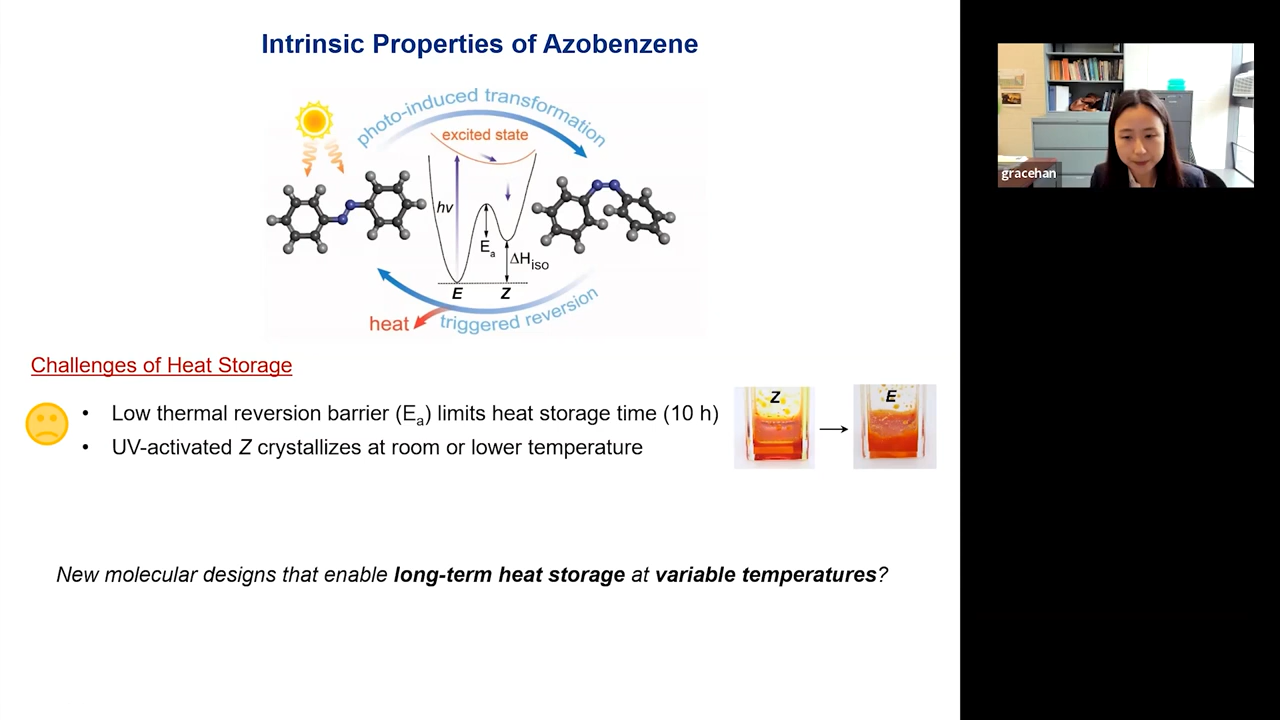 Intrinsic Properties of Azobenzene
photo-induced transformation
excited state
hν
Ea
ΔHiso
E
Z
heat
triggered reversion
gracehan
Challenges of Heat Storage
• Low thermal reversion barrier (Ea) limits heat storage time (10 h)
• UV-activated Z crystallizes at room or lower temperature
Z
E
New molecular designs that enable long-term heat storage at variable temperatures?